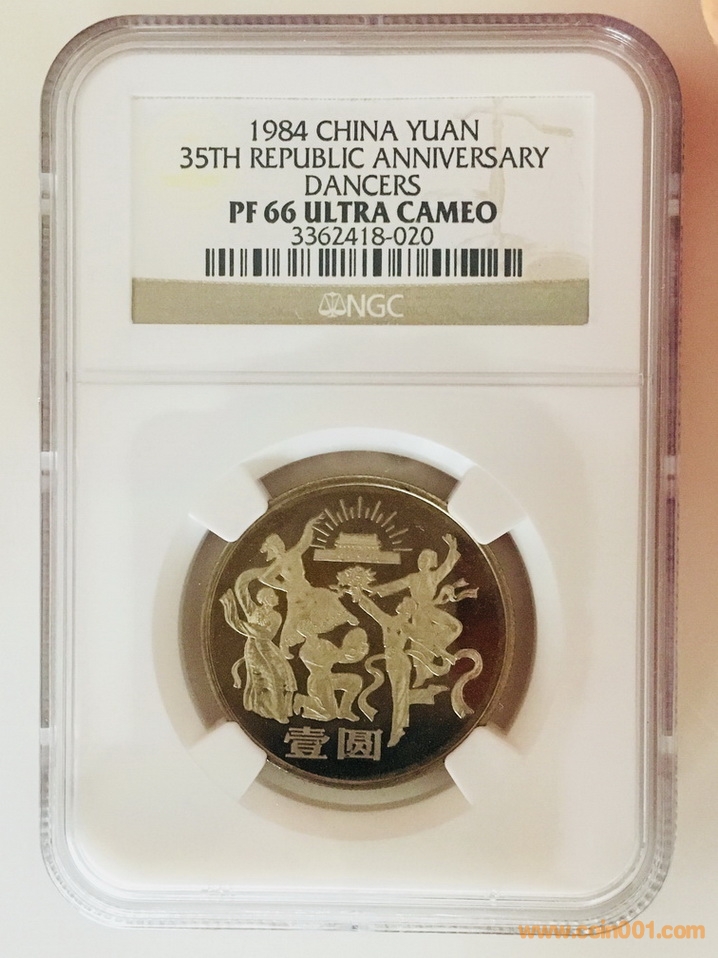 1984 CHINA YUAN
35TH REPUBLIC ANNIVERSARY
DANCERS
PF 66 ULTRA CAMEO
3362418-020
NGC
壹圆
www.coin001.com